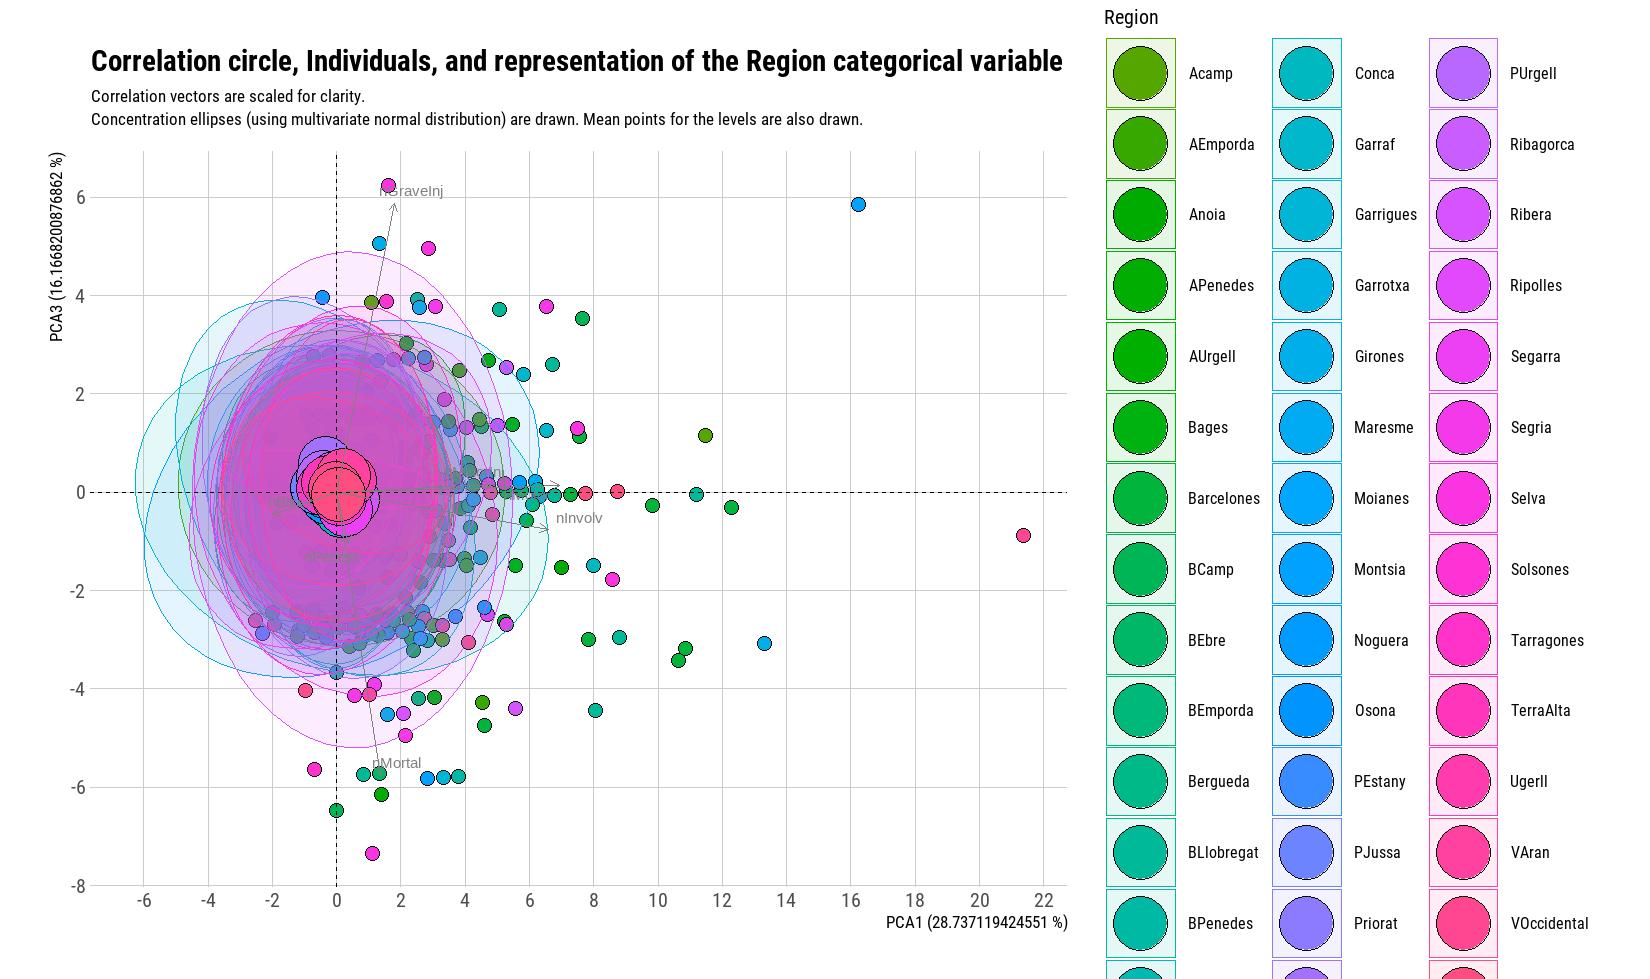 Correlation circle, Individuals, and representation of the Region categorical variable
Correlation vectors are scaled for clarity.
Concentration ellipses (using multivariate normal distribution) are drawn. Mean points for the levels are also drawn.
PCA3 (16.1668200876862 %)
6
4
2
0
-2
-4
-6
-8
nGraveInj
nInvolv
nMortal
-6
-4
-2
0
2
4
6
8
10
12
14
16
18
20
22
PCA1 (28.737119424551 %)
Region
Acamp
AEmporda
Anoia
APenedes
AUrgell
Bages
Barcelones
BCamp
BEbre
BEmporda
Bergueda
BLlobregat
BPenedes
Conca
Garraf
Garrigues
Garrotxa
Girones
Maresme
Moianes
Montsia
Noguera
Osona
PEstany
PJussa
Priorat
PUrgell
Ribagorca
Ribera
Ripolles
Segarra
Segria
Selva
Solsones
Tarragones
TerraAlta
Ugerll
VAran
VOccidental